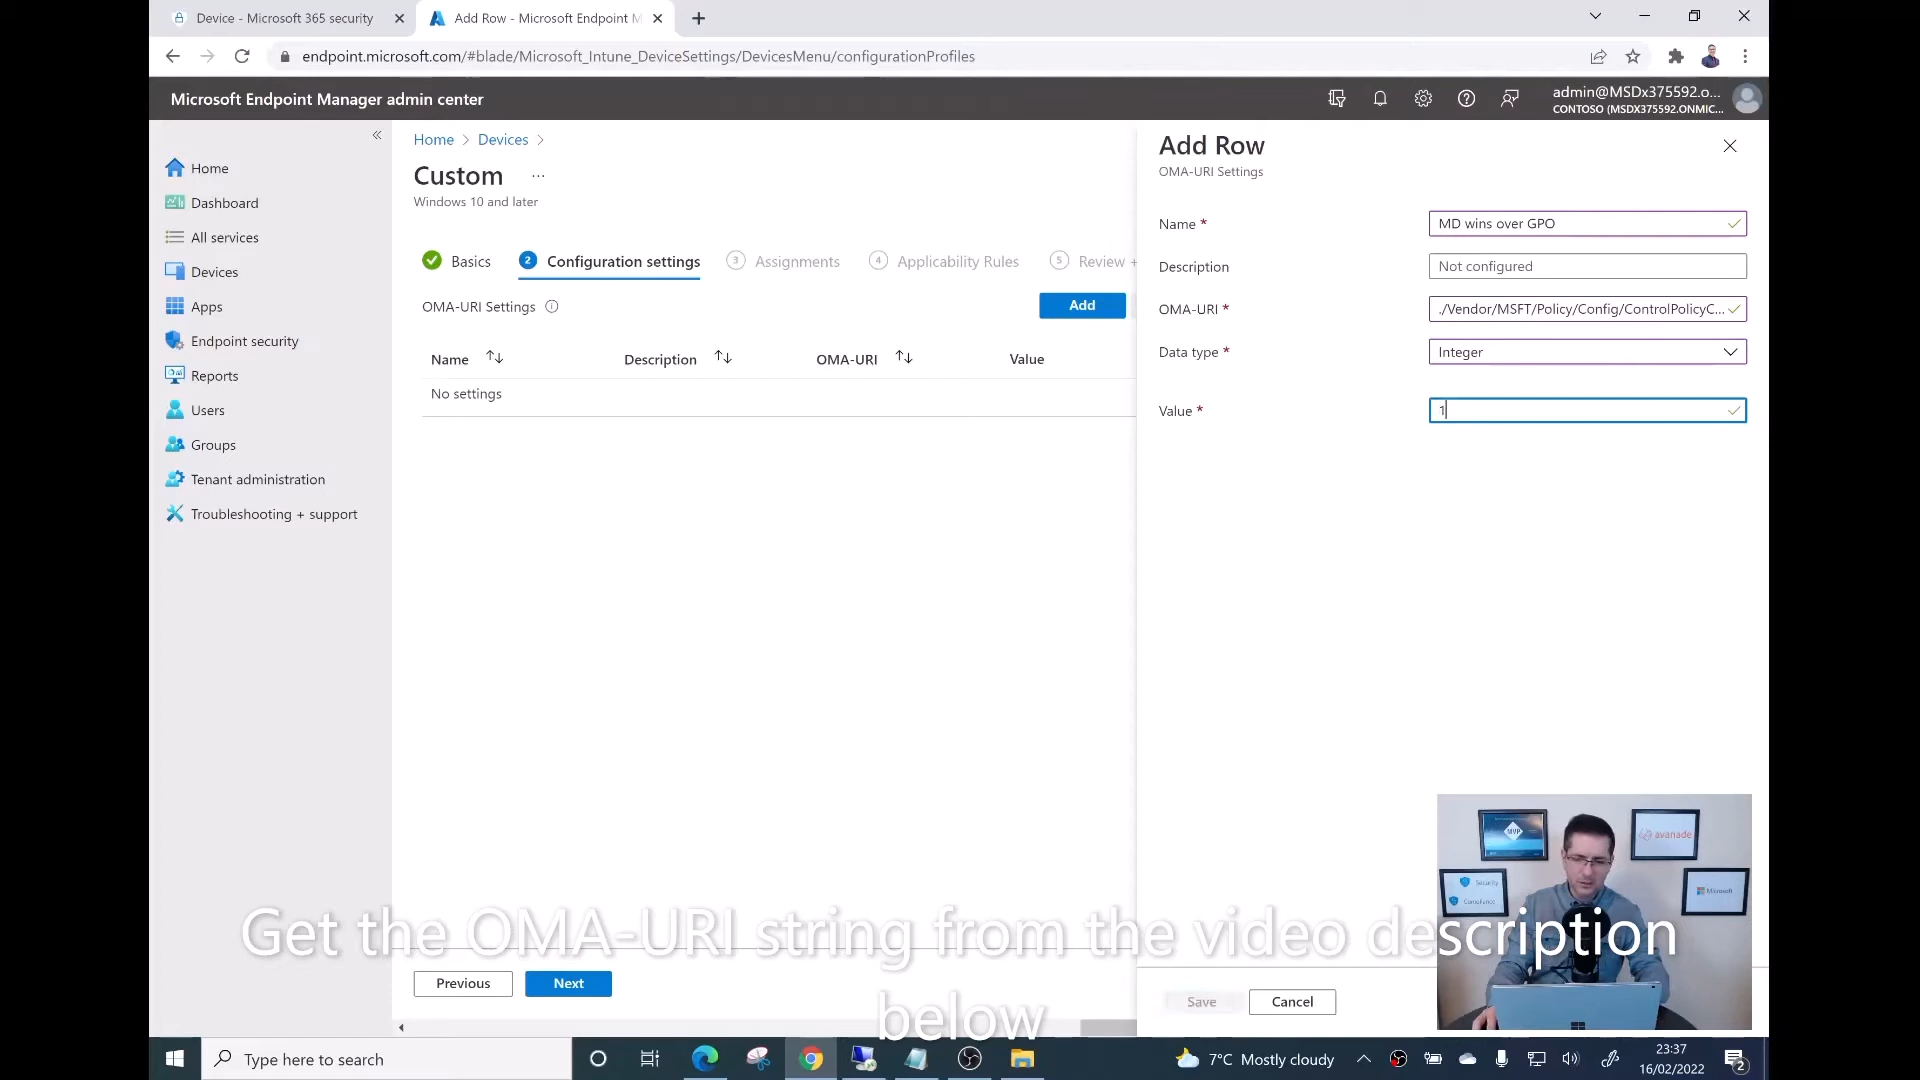 Device - Microsoft 365 security
Add Row - Microsoft Endpoint M
endpoint.microsoft.com/#blade/Microsoft_Intune_DeviceSettings/DevicesMenu/configurationProfiles
Microsoft Endpoint Manager admin center
admin@MSDx375592.o...
CONTOSO (MSDX375592.ONMIC...
Home
Dashboard
All services
Devices
Apps
Endpoint security
Reports
Users
Groups
Tenant administration
Troubleshooting + support
Home > Devices >
Custom ...
Windows 10 and later
Basics
2 Configuration settings
3 Assignments
4 Applicability Rules
5 Review +
OMA-URI Settings
Add
Name Description OMA-URI Value
No settings
Previous
Next
Add Row
OMA-URI Settings
Name * MD wins over GPO
Description Not configured
OMA-URI * ./Vendor/MSFT/Policy/Config/ControlPolicyC...
Data type * Integer
Value * 1
Save
Cancel
MVP
avanade
Security
Compliance
Microsoft
Get the OMA-URI string from the video description
below
Type here to search
7°C Mostly cloudy
23:37
16/02/2022
2